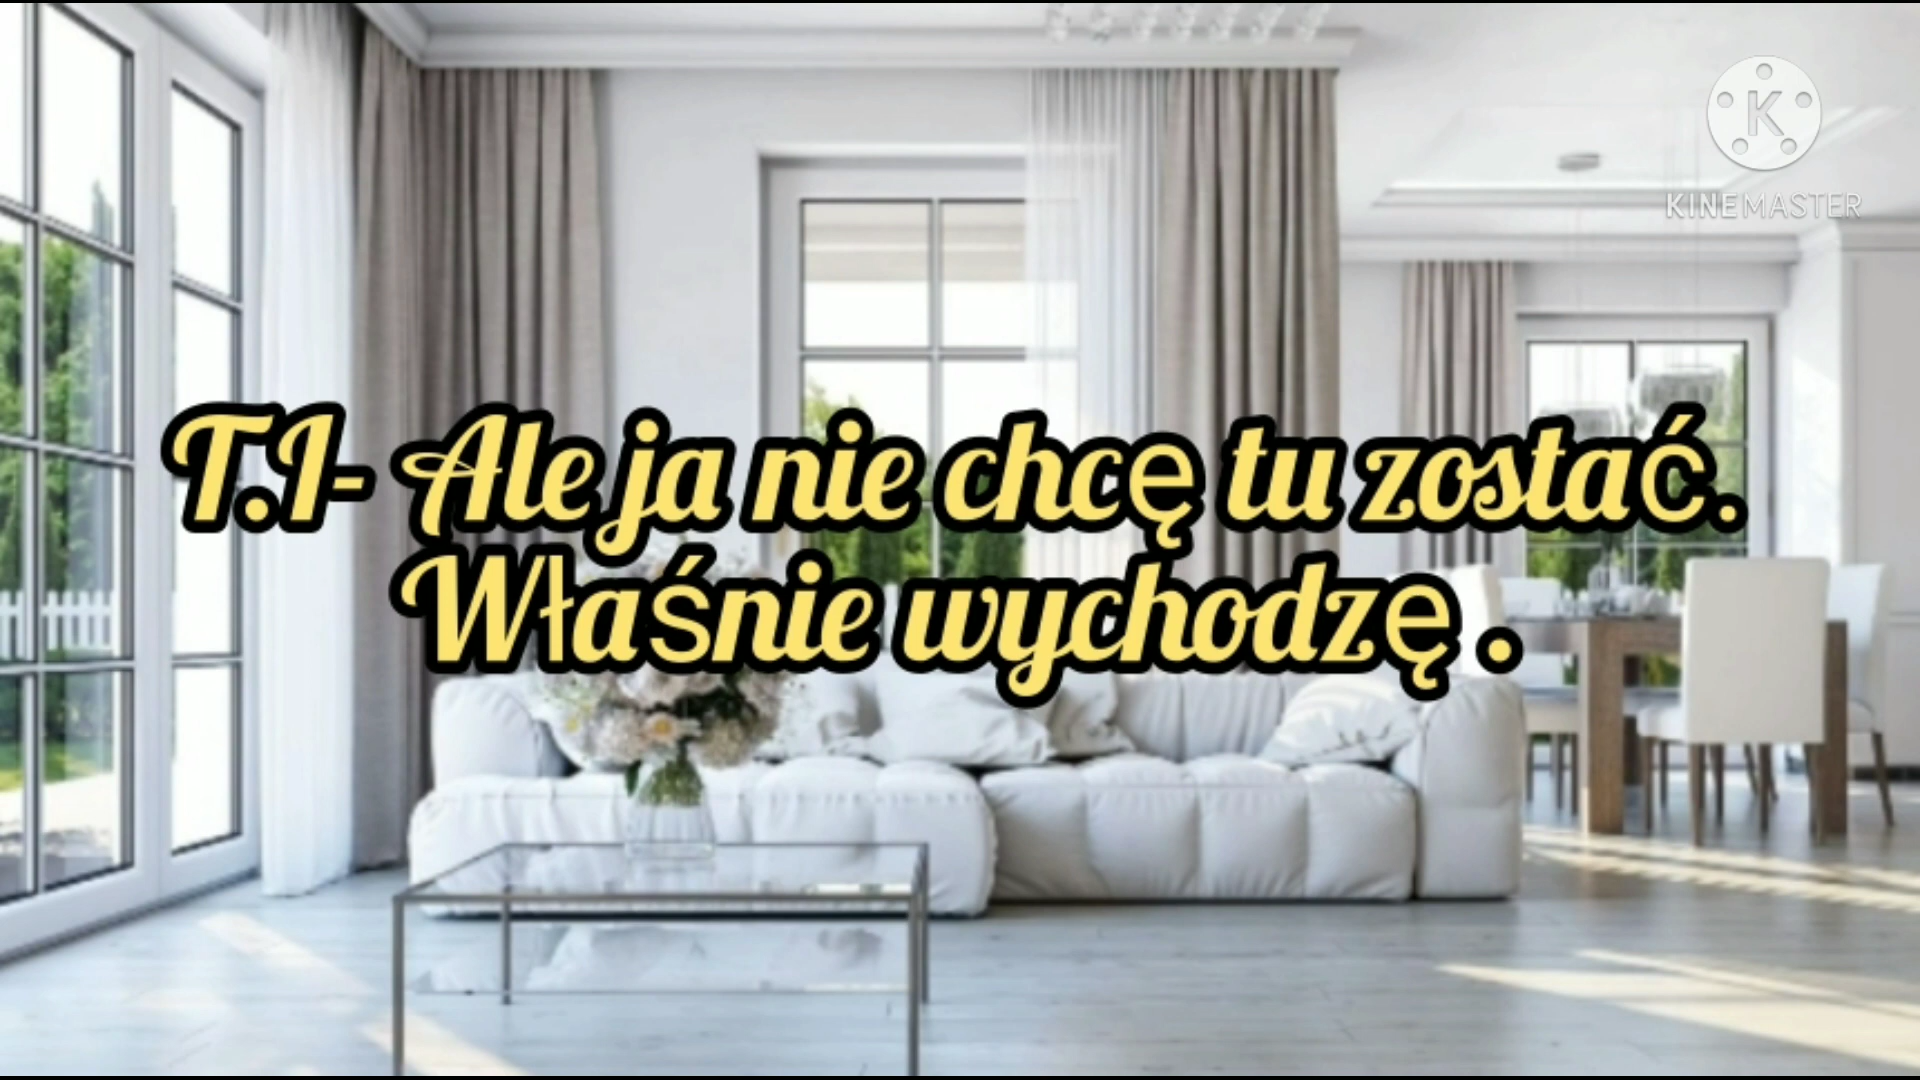 K
KINEMASTER
T.I- Ale ja nie chcę tu zostać.
Właśnie wychodzę .